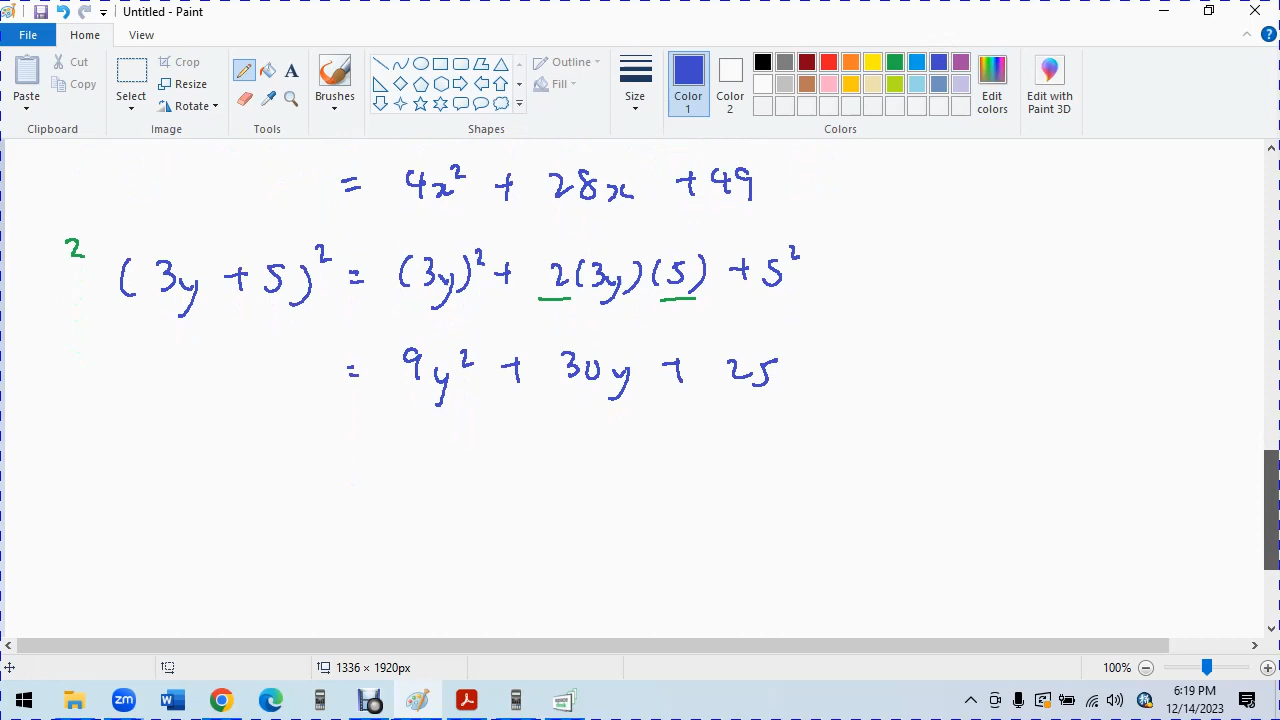 Untitled - Paint
File Home View
Paste Cut Copy Select Crop Resize Rotate Brushes Outline Fill Size Color 1 Color 2 Edit colors Edit with Paint 3D
Clipboard Image Tools Shapes Colors
= 4x² + 28x + 49
2 (3y + 5)² = (3y)² + 2(3y)(5) + 5²
= 9y² + 30y + 25
1336 × 1920px 100%
zm W 6:19 PM
12/14/2023